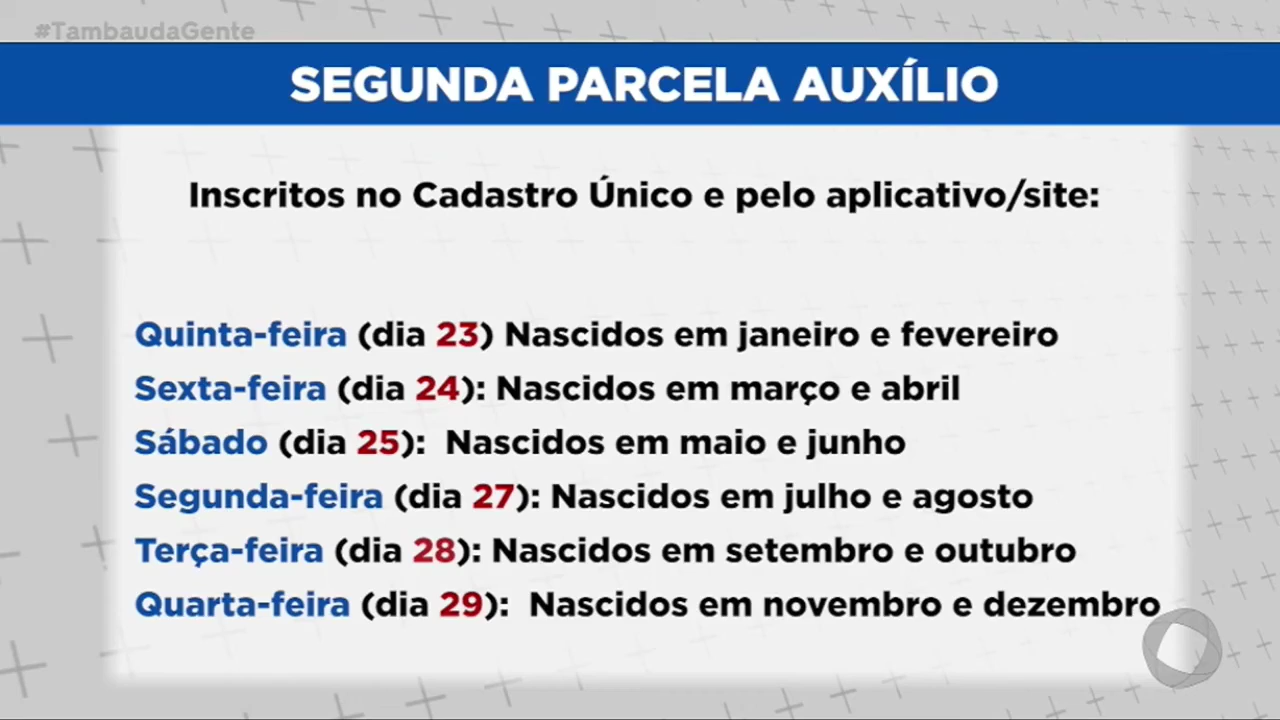 #TambaudaGente
SEGUNDA PARCELA AUXÍLIO
Inscritos no Cadastro Único e pelo aplicativo/site:
Quinta-feira (dia 23) Nascidos em janeiro e fevereiro
Sexta-feira (dia 24): Nascidos em março e abril
Sábado (dia 25):  Nascidos em maio e junho
Segunda-feira (dia 27): Nascidos em julho e agosto
Terça-feira (dia 28): Nascidos em setembro e outubro
Quarta-feira (dia 29):  Nascidos em novembro e dezembro